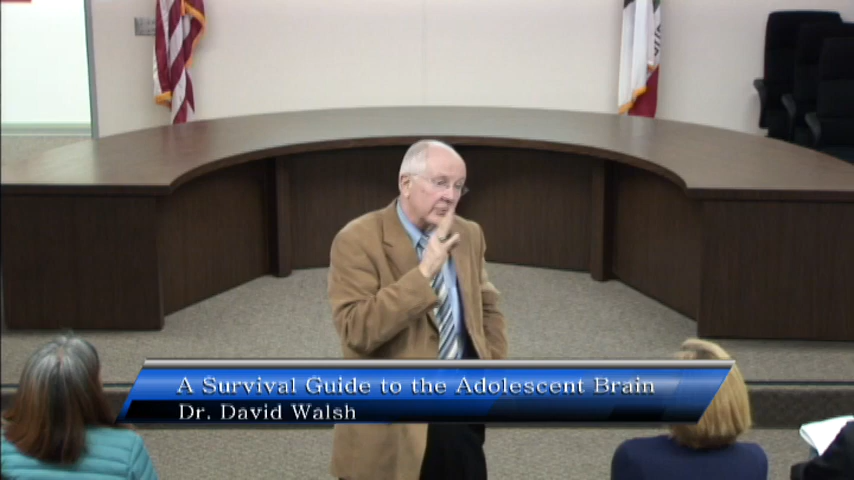 A Survival Guide to the Adolescent Brain
Dr. David Walsh